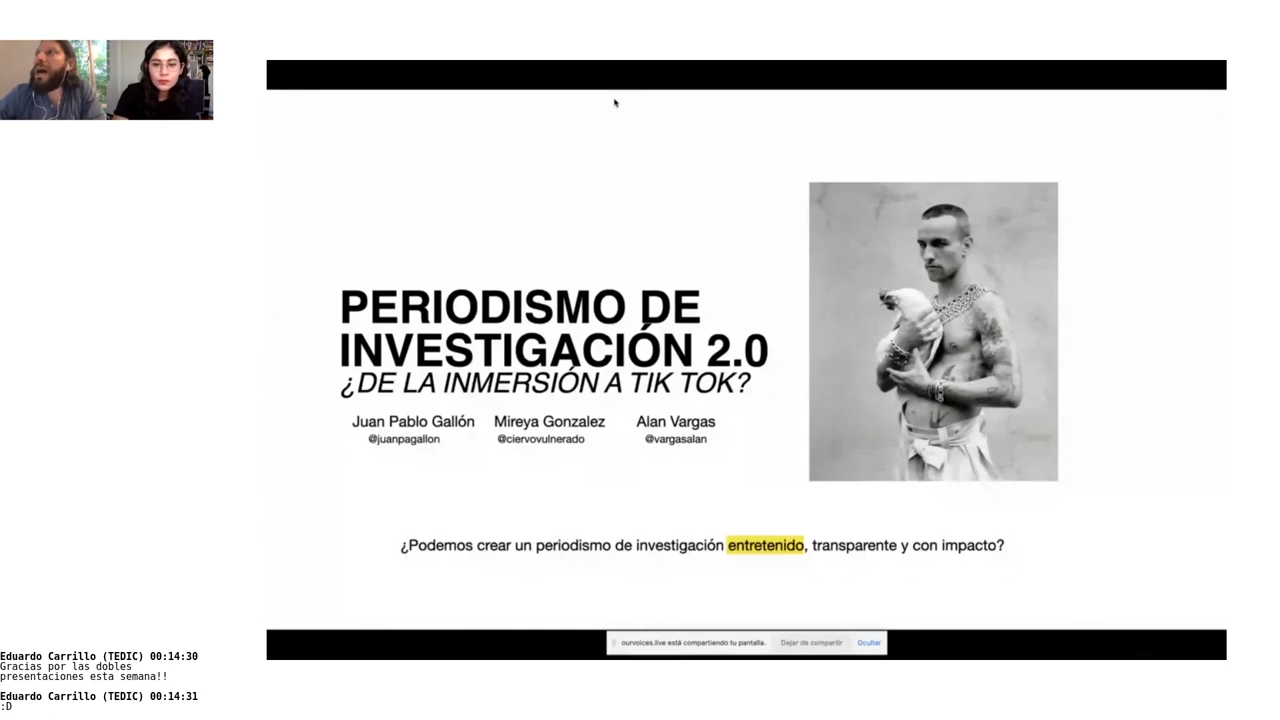 PERIODISMO DE
INVESTIGACIÓN 2.0
¿DE LA INMERSIÓN A TIK TOK?
Juan Pablo Gallón Mireya Gonzalez Alan Vargas
@juanpagallon @ciervovulnerado @vargasalan
¿Podemos crear un periodismo de investigación entretenido, transparente y con impacto?
ourvoices.live está compartiendo tu pantalla. Dejar de compartir Ocultar
Eduardo Carrillo (TEDIC) 00:14:30
Gracias por las dobles
presentaciones esta semana!!
Eduardo Carrillo (TEDIC) 00:14:31
:D